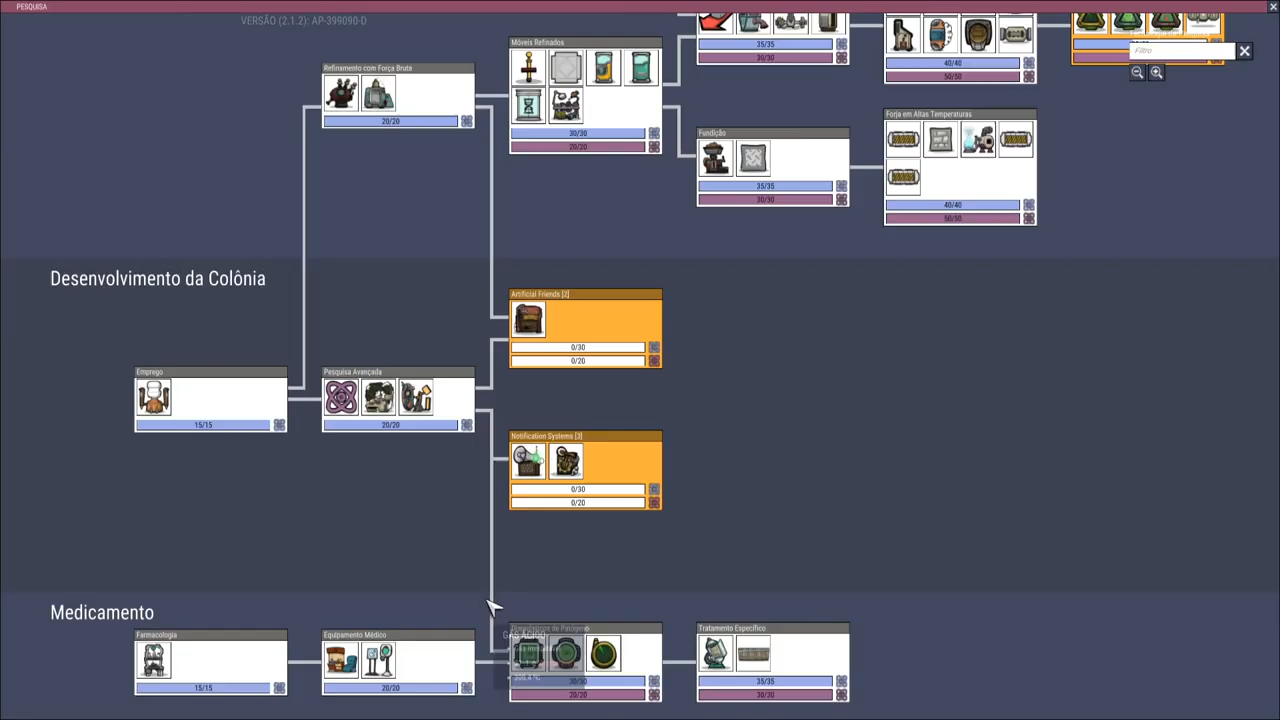 PESQUISA
VERSÃO (2.1.2): AP-399090-D
Móveis Refinados
30/30
20/20
Refinamento com Força Bruta
20/20
35/35
30/30
40/40
50/50
Filtro
Fundição
35/35
30/30
Forja em Altas Temperaturas
40/40
50/50
Desenvolvimento da Colônia
Artificial Friends [2]
0/30
0/20
Emprego
15/15
Pesquisa Avançada
20/20
Notification Systems [3]
0/30
0/20
Medicamento
Farmacologia
15/15
Equipamento Médico
20/20
GÁS ÁCIDO
30/30
20/20
Tratamento Específico
35/35
30/30